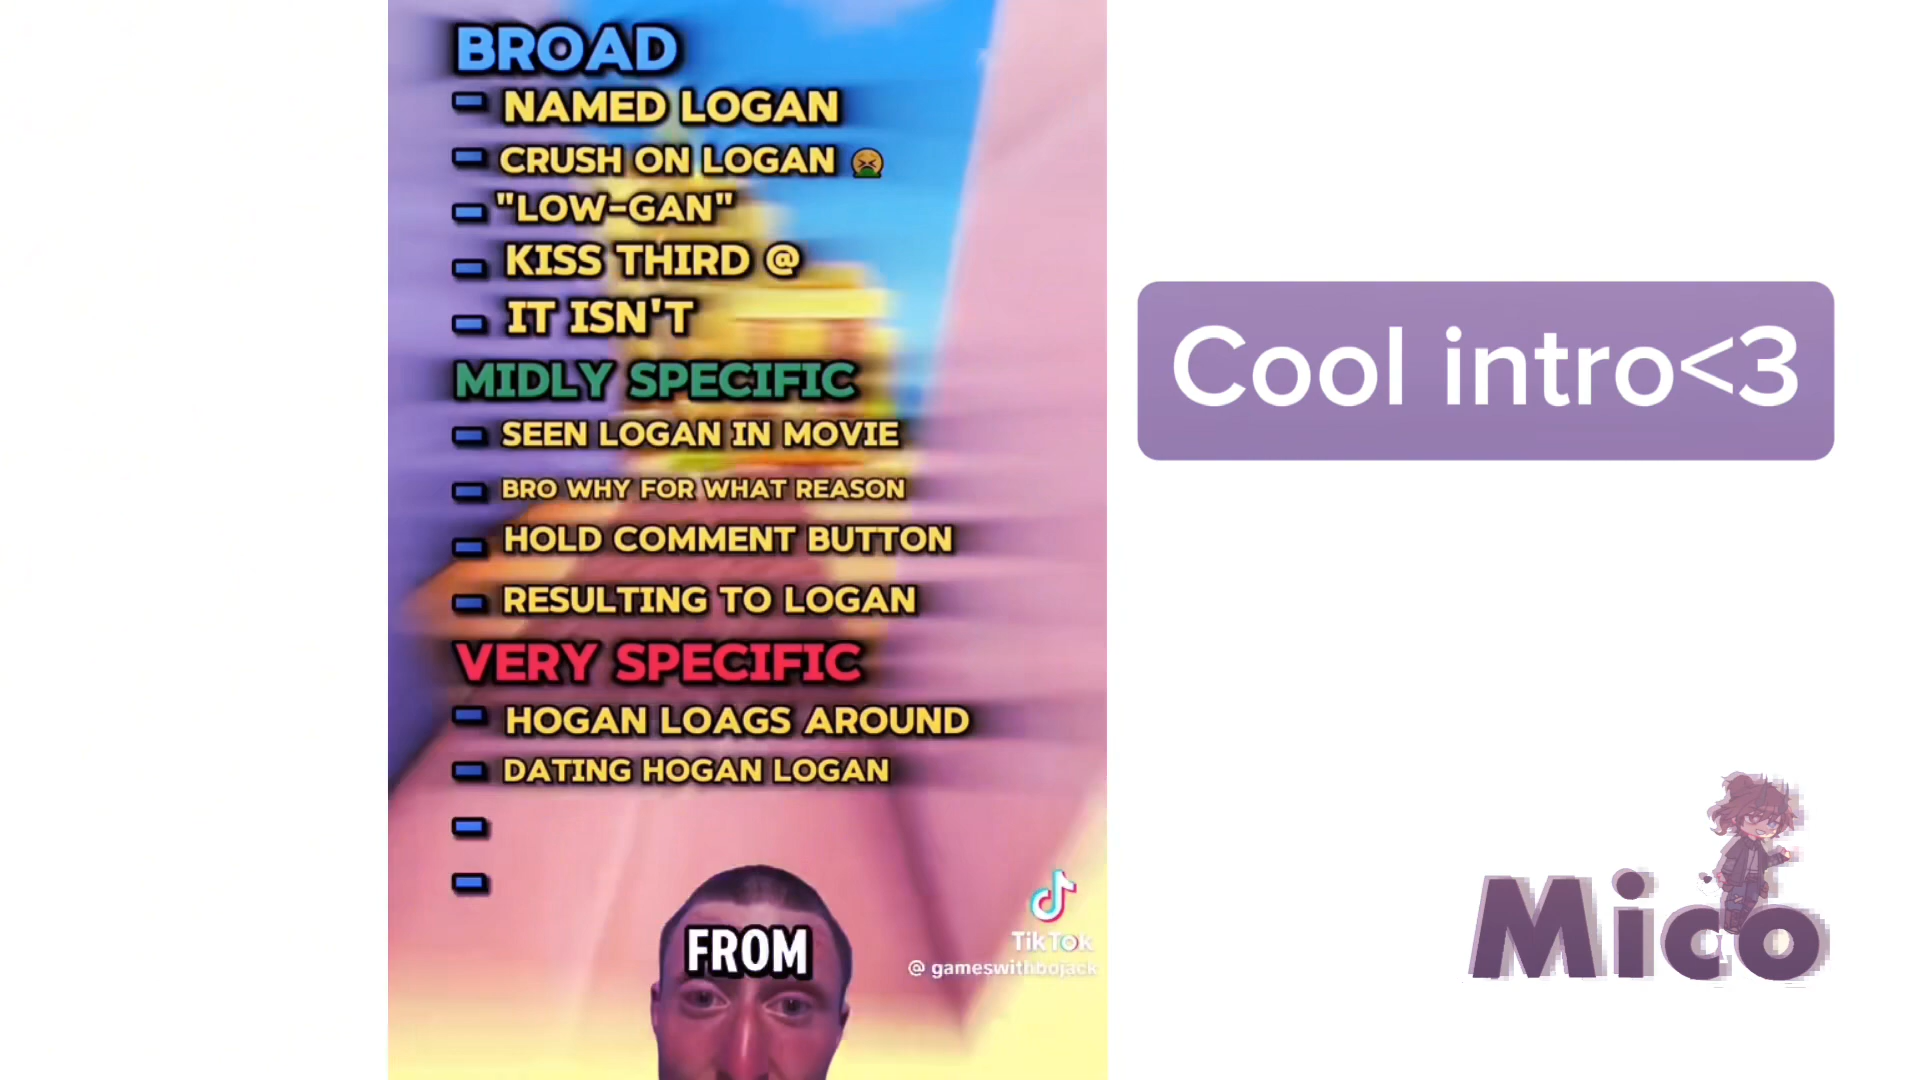 BROAD
NAMED LOGAN
CRUSH ON LOGAN 🤮
"LOW-GAN"
KISS THIRD @
IT ISN'T
MIDLY SPECIFIC
SEEN LOGAN IN MOVIE
BRO WHY FOR WHAT REASON
HOLD COMMENT BUTTON
RESULTING TO LOGAN
VERY SPECIFIC
HOGAN LOAGS AROUND
DATING HOGAN LOGAN
FROM
TikTok
@ gameswithbojack
Cool intro<3
Mico